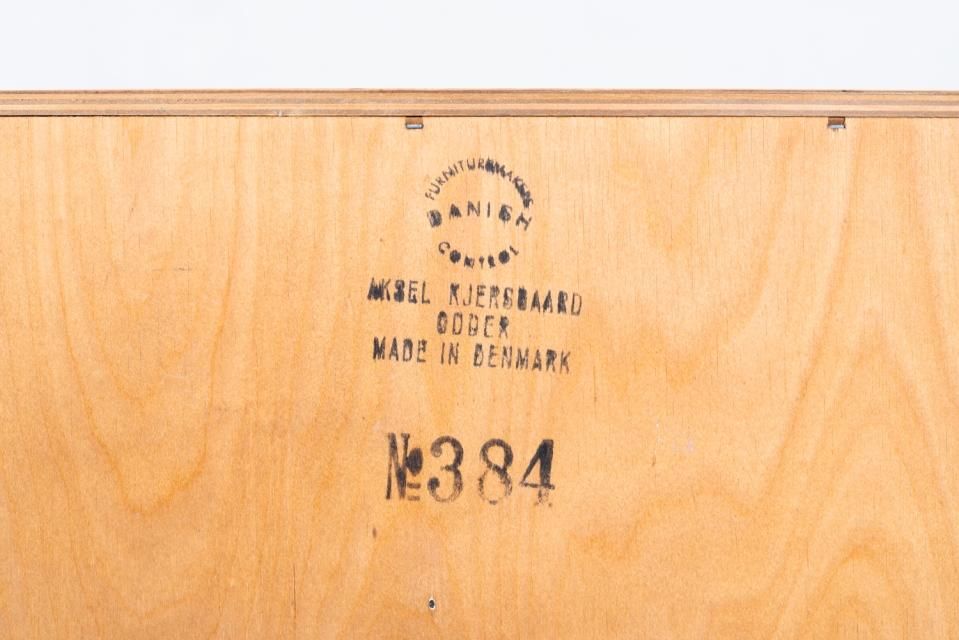 FURNITUREMAKERS
DANISH
CONTROL
AKSEL KJERSGAARD
ODDER
MADE IN DENMARK
№384